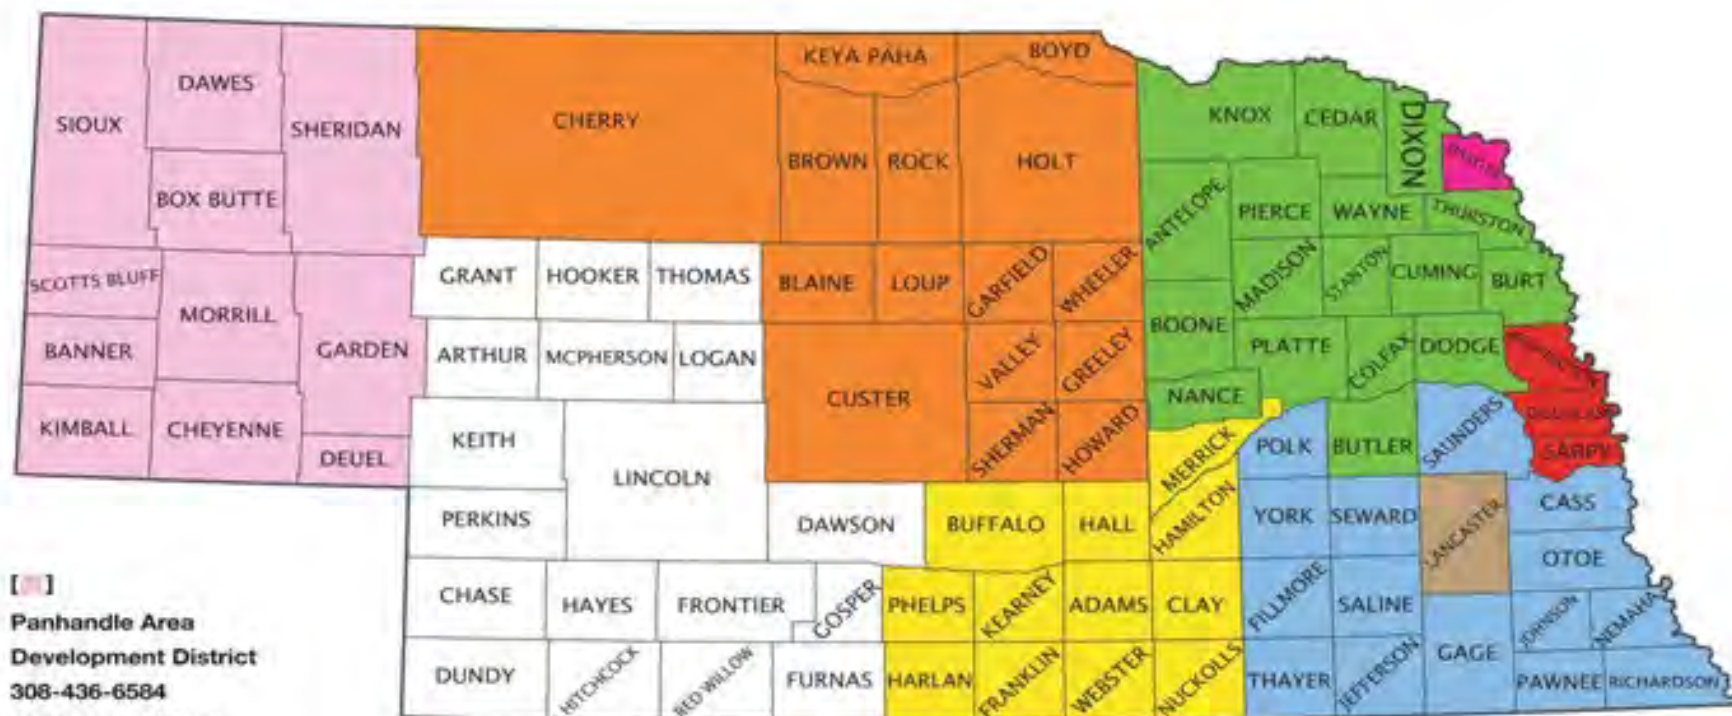 KEYA PAHA
BOYD
DAWES
SIOUX
SHERIDAN
CHERRY
KNOX
CEDAR
DIXON
BROWN
ROCK
HOLT
BOX BUTTE
ANTELOPE
PIERCE
WAYNE
THURSTON
SCOTTS BLUFF
GRANT
HOOKER
THOMAS
BLAINE
LOUP
GARFIELD
WHEELER
MADISON
STANTON
CUMING
BURT
MORRILL
BANNER
GARDEN
ARTHUR
MCPHERSON
LOGAN
VALLEY
GREELEY
BOONE
PLATTE
COLFAX
DODGE
CUSTER
NANCE
KIMBALL
CHEYENNE
DEUEL
KEITH
LINCOLN
SHERMAN
HOWARD
MERRICK
POLK
BUTLER
SAUNDERS
DOUGLAS
SARPY
PERKINS
DAWSON
BUFFALO
HALL
HAMILTON
YORK
SEWARD
LANCASTER
CASS
OTOE
[ ]
Panhandle Area
Development District
308-436-6584
CHASE
HAYES
FRONTIER
GOSPER
PHELPS
KEARNEY
ADAMS
CLAY
FILLMORE
SALINE
JOHNSON
NEMAHA
DUNDY
HITCHCOCK
RED WILLOW
FURNAS
HARLAN
FRANKLIN
WEBSTER
NUCKOLLS
THAYER
JEFFERSON
GAGE
PAWNEE
RICHARDSON